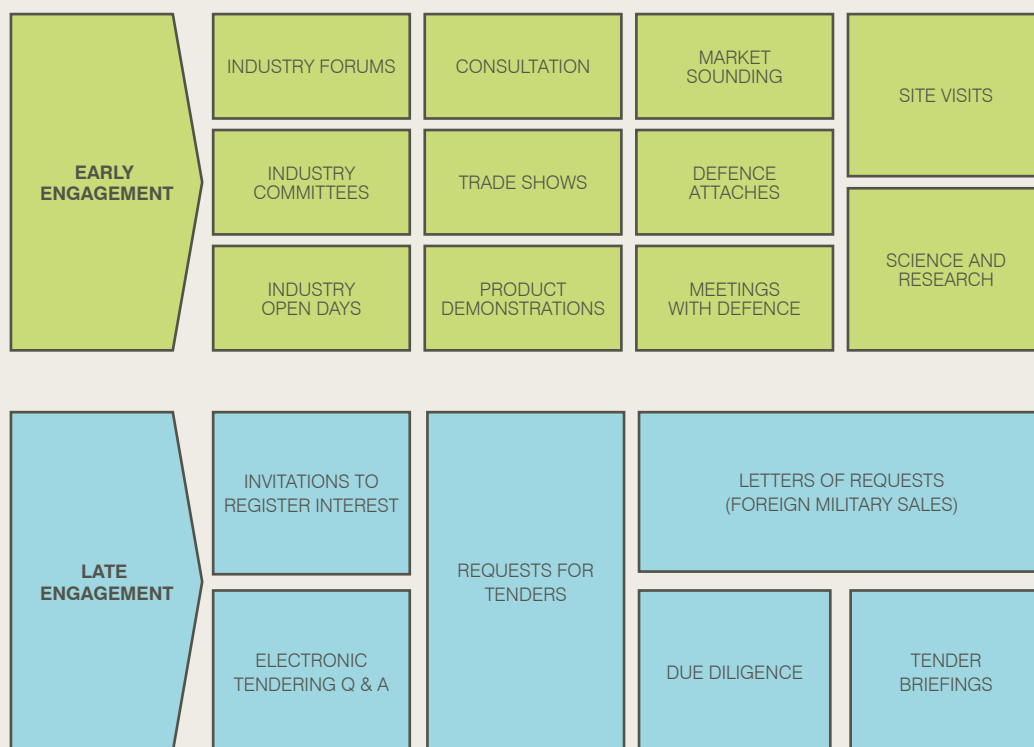 EARLY
ENGAGEMENT
INDUSTRY FORUMS
CONSULTATION
MARKET
SOUNDING
SITE VISITS
INDUSTRY
COMMITTEES
TRADE SHOWS
DEFENCE
ATTACHES
INDUSTRY
OPEN DAYS
PRODUCT
DEMONSTRATIONS
MEETINGS
WITH DEFENCE
SCIENCE AND
RESEARCH
LATE
ENGAGEMENT
INVITATIONS TO
REGISTER INTEREST
REQUESTS FOR
TENDERS
LETTERS OF REQUESTS
(FOREIGN MILITARY SALES)
ELECTRONIC
TENDERING Q & A
DUE DILIGENCE
TENDER
BRIEFINGS